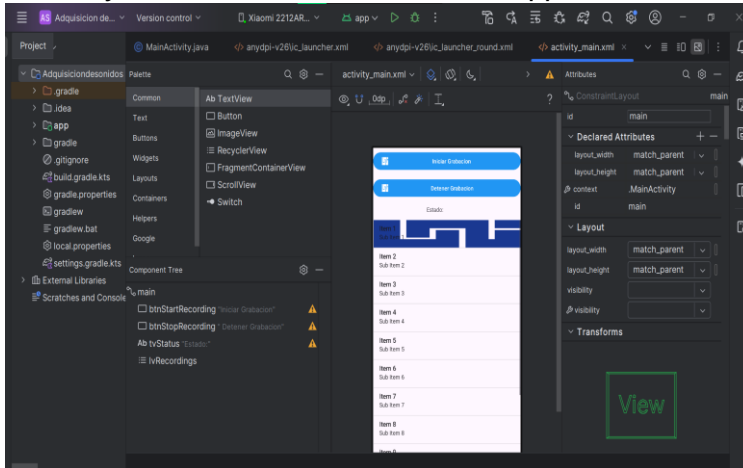 AS Adquisicion de... Version control Xiaomi 2212AR... app
Project
MainActivity.java anydpi-v26\ic_launcher.xml anydpi-v26\ic_launcher_round.xml activity_main.xml
Adquisiciondesonidos
.gradle
.idea
app
gradle
.gitignore
build.gradle.kts
gradle.properties
gradlew
gradlew.bat
local.properties
settings.gradle.kts
External Libraries
Scratches and Console
Palette
Common
Text
Buttons
Widgets
Layouts
Containers
Helpers
Google
Ab TextView
Button
ImageView
RecyclerView
FragmentContainerView
ScrollView
Switch
Component Tree
main
btnStartRecording "Iniciar Grabacion"
btnStopRecording " Detener Grabacion"
Ab tvStatus "Estado:"
lvRecordings
activity_main.xml
0dp
Iniciar Grabacion
Detener Grabacion
Estado:
Item 1
Sub Item 1
Item 2
Sub Item 2
Item 3
Sub Item 3
Item 4
Sub Item 4
Item 5
Sub Item 5
Item 6
Sub Item 6
Item 7
Sub Item 7
Item 8
Sub Item 8
Attributes
ConstraintLayout main
id main
Declared Attributes
layout_width match_parent
layout_height match_parent
context .MainActivity
id main
Layout
layout_width match_parent
layout_height match_parent
visibility
visibility
Transforms
View